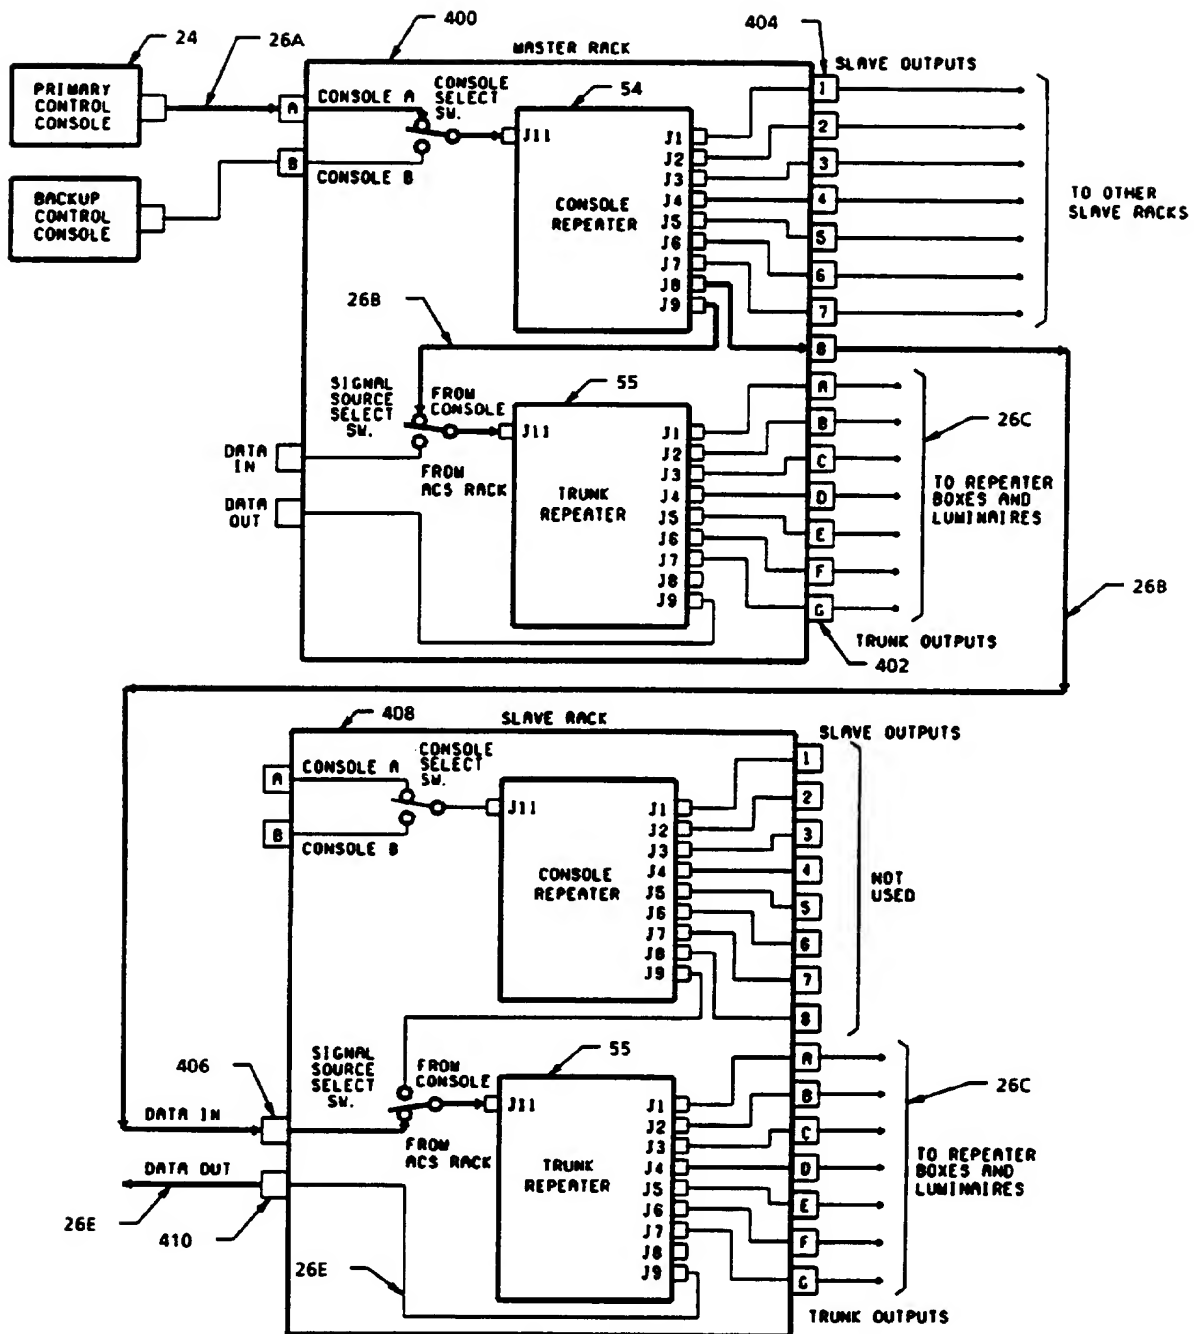 400
404
24
26A
MASTER RACK
SLAVE OUTPUTS
PRIMARY
CONTROL
CONSOLE
A
CONSOLE A
CONSOLE
SELECT
SW.
54
J11
B
CONSOLE B
BACKUP
CONTROL
CONSOLE
CONSOLE
REPEATER
J1
J2
J3
J4
J5
J6
J7
J8
J9
1
2
3
4
5
6
7
8
TO OTHER
SLAVE RACKS
26B
SIGNAL
SOURCE
SELECT
SW.
FROM
CONSOLE
55
J11
DATA
IN
FROM
ACS RACK
DATA
OUT
TRUNK
REPEATER
J1
J2
J3
J4
J5
J6
J7
J8
J9
A
B
C
D
E
F
G
26C
TO REPEATER
BOXES AND
LUMINAIRES
26B
TRUNK OUTPUTS
402
408
SLAVE RACK
SLAVE OUTPUTS
A
CONSOLE A
CONSOLE
SELECT
SW.
J11
B
CONSOLE B
CONSOLE
REPEATER
J1
J2
J3
J4
J5
J6
J7
J8
J9
1
2
3
4
5
6
7
8
NOT
USED
406
SIGNAL
SOURCE
SELECT
SW.
FROM
CONSOLE
55
J11
DATA IN
FROM
ACS RACK
DATA OUT
26E
410
26E
TRUNK
REPEATER
J1
J2
J3
J4
J5
J6
J7
J8
J9
A
B
C
D
E
F
G
26C
TO REPEATER
BOXES AND
LUMINAIRES
TRUNK OUTPUTS